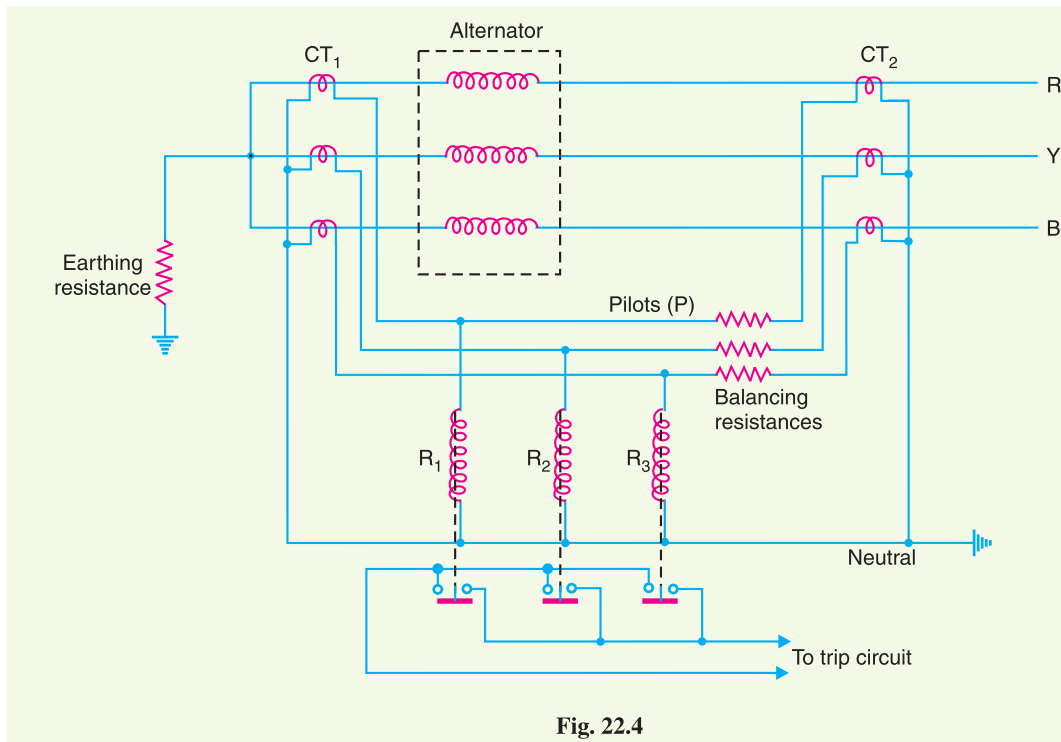 Alternator
CT1
CT2
R
Y
B
Earthing
resistance
Pilots (P)
Balancing
resistances
R1
R2
R3
Neutral
To trip circuit
Fig. 22.4